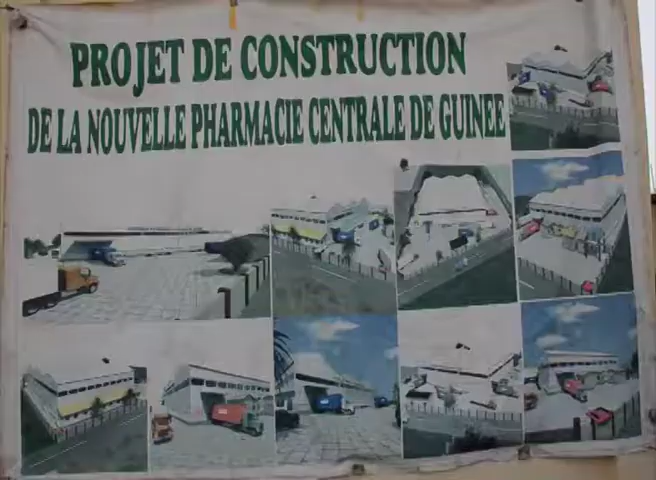 PROJET DE CONSTRUCTION
DE LA NOUVELLE PHARMACIE CENTRALE DE GUINEE